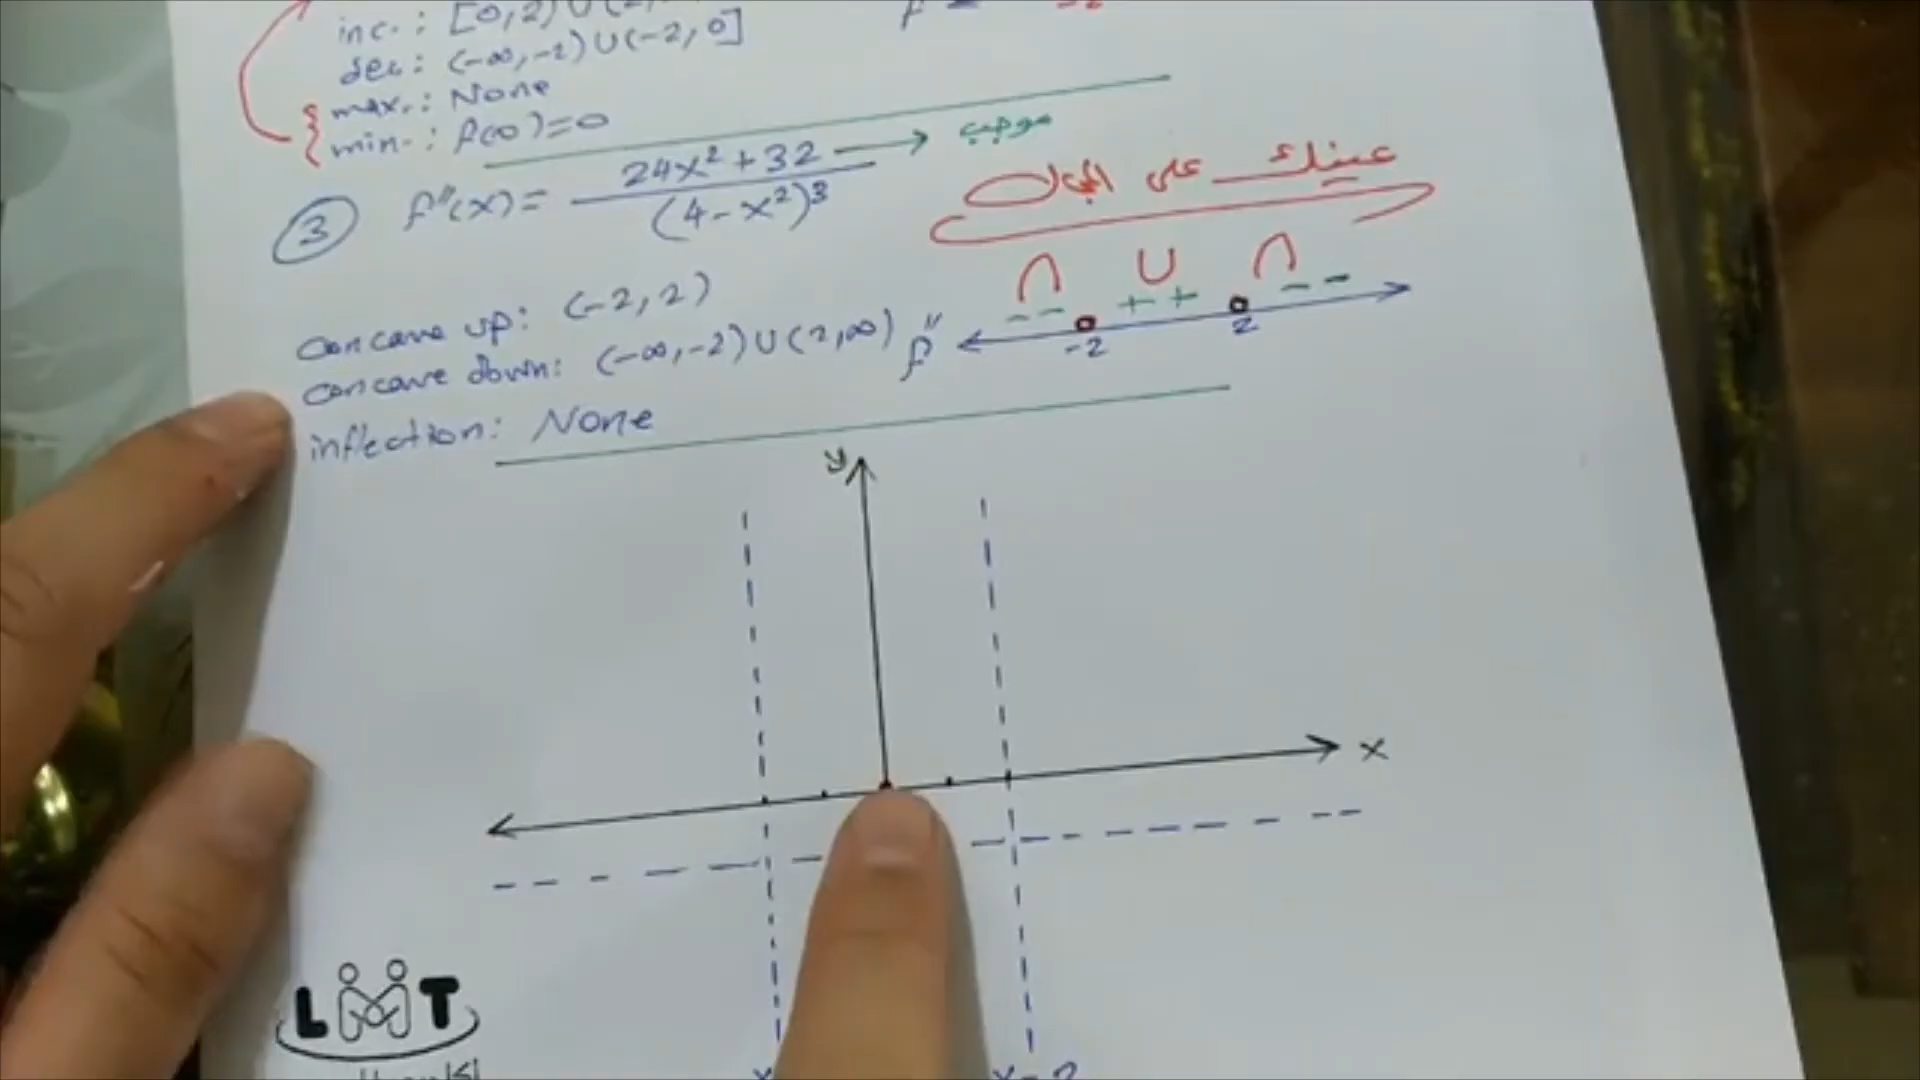 inc. : [0,2) ∪ (2,
dec: (-∞,-2) ∪ (-2, 0]
max. : None
min. : f(0)=0
3 f''(x) = 24x² + 32 / (4-x²)³ → موجب
عينك على المجال
∩ ∪ ∩
-- ++ --
f'' -2 2
concave up: (-2, 2)
concave down: (-∞,-2) ∪ (2,∞)
inflection: None
y
x
LMT